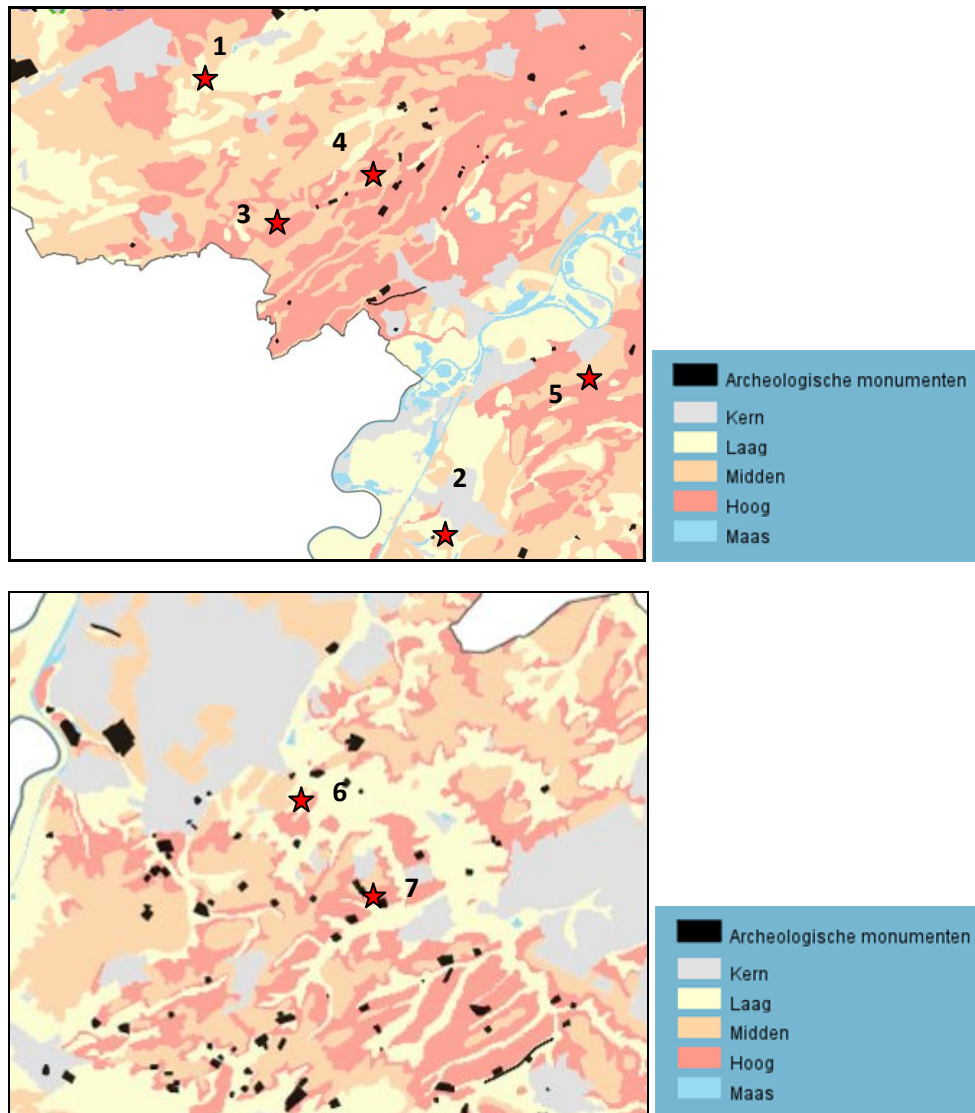 1
4
3
5
2
Archeologische monumenten
Kern
Laag
Midden
Hoog
Maas
6
7
Archeologische monumenten
Kern
Laag
Midden
Hoog
Maas